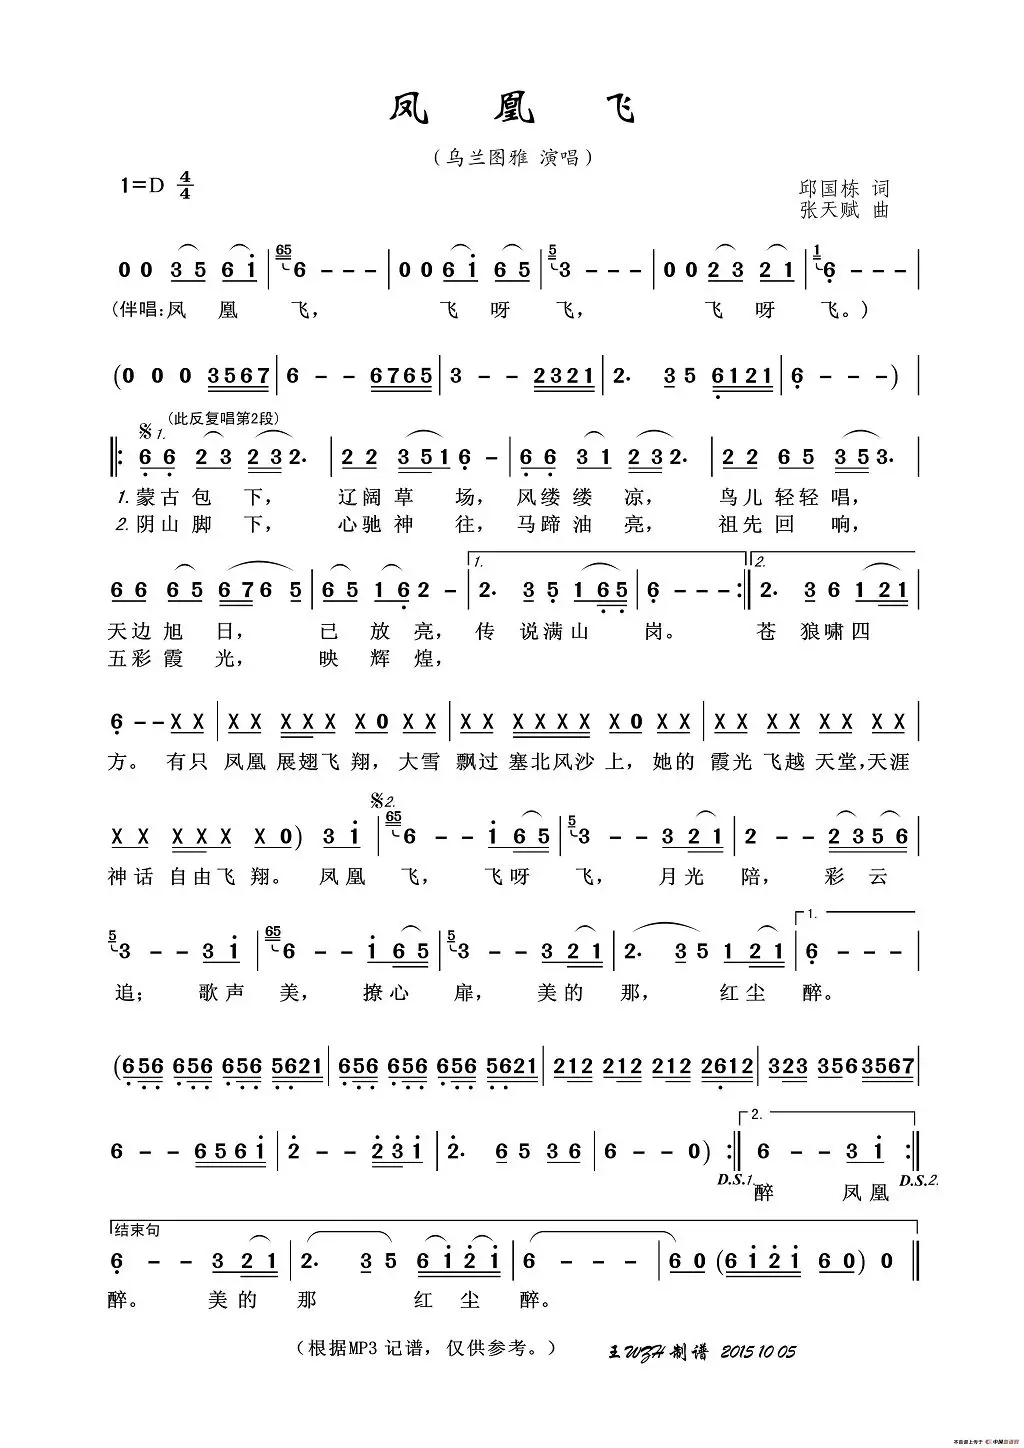 凤 凰 飞
（乌兰图雅 演唱）
1=D 4/4
邱国栋 词
张天赋 曲
0 0 3 5 6 i | 65 6 - - - | 0 0 6 i 6 5 | 5 3 - - - | 0 0 2 3 2 1 | 1 6 - - - |
(伴唱:凤 凰 飞， 飞 呀 飞， 飞 呀 飞。)
(0 0 0 3567 | 6 - - 6765 | 3 - - 2321 | 2. 3 5 6121 | 6 - - -)
𝄋 1. (此反复唱第2段)
‖: 6 6 2 3 2 3 2. | 2 2 3 5 1 6 - | 6 6 3 1 2 3 2. | 2 2 6 5 3 5 3. |
1. 蒙古 包 下， 辽阔 草 场， 风缕 缕 凉， 鸟儿 轻轻 唱，
2. 阴山 脚 下， 心驰 神 往， 马蹄 油 亮， 祖先 回 响，
1. 2.
6 6 6 5 6 7 6 5 | 6 5 1 6 2 - | 2. 3 5 1 6 5 | 6 - - - :‖ 2. 3 6 1 2 1 |
天边 旭 日， 已 放 亮， 传 说满 山 岗。 苍 狼啸 四
五彩 霞 光， 映 辉 煌，
6 - - X X | X X X X X X 0 X X | X X X X X X X 0 X X | X X X X X X X X |
方。 有只 凤凰 展翅飞 翔，大雪 飘过 塞北风沙 上，她的 霞光 飞越 天堂，天涯
𝄋 2.
X X X X X X 0) 3 i | 65 6 - - i 6 5 | 5 3 - - 3 2 1 | 2 - - 2 3 5 6 |
神话 自由飞 翔。 凤凰 飞， 飞呀 飞， 月光 陪， 彩 云
1.
5 3 - - 3 i | 65 6 - - i 6 5 | 5 3 - - 3 2 1 | 2. 3 5 1 2 1 | 6 - - - |
追； 歌声 美， 撩心 扉， 美的 那， 红尘 醉。
(656 656 656 5621 | 656 656 656 5621 | 212 212 212 2612 | 323 3563567 |
2.
6 - - 6 5 6 i | 2 - - 2 3 i | 2. 6 5 3 6 | 6 - - 0) :‖ 6 - - 3 i :‖
D.S.1. 醉 凤凰 D.S.2.
结束句
6 - - 3 2 1 | 2. 3 5 6 i 2 i | 6 - - - | 6 0 (6 i 2 i 6 0) 0 ‖
醉。 美 的 那 红 尘 醉。
（根据MP3 记谱，仅供参考。） 王WZH 制谱 2015 10 05